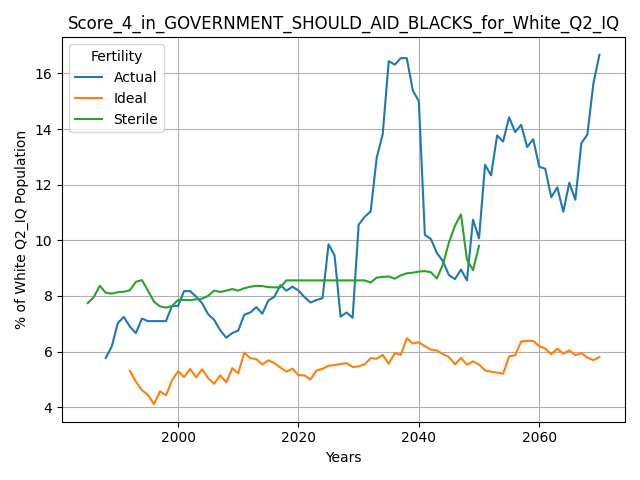 Score_4_in_GOVERNMENT_SHOULD_AID_BLACKS_for_White_Q2_IQ
Fertility
Actual
Ideal
Sterile
% of White Q2_IQ Population
16
14
12
10
8
6
4
2000 2020 2040 2060
Years